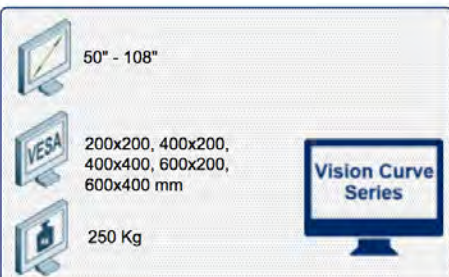 50" - 108"
VESA
200x200, 400x200,
400x400, 600x200,
600x400 mm
250 Kg
Vision Curve
Series